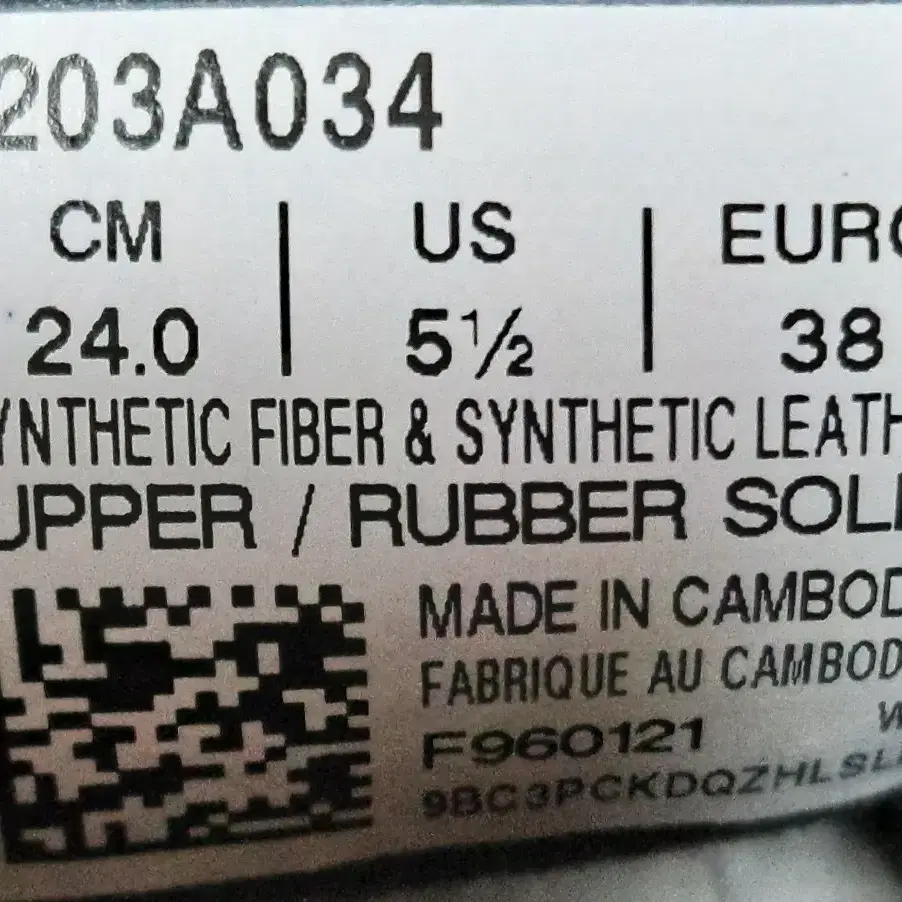 203A034
CM | US | EURO
24.0 | 5½ | 38
YNTHETIC FIBER & SYNTHETIC LEATH
UPPER / RUBBER SOLE
MADE IN CAMBOD
FABRIQUE AU CAMBOD
W
F960121
9BC3PCKDQZHLSL